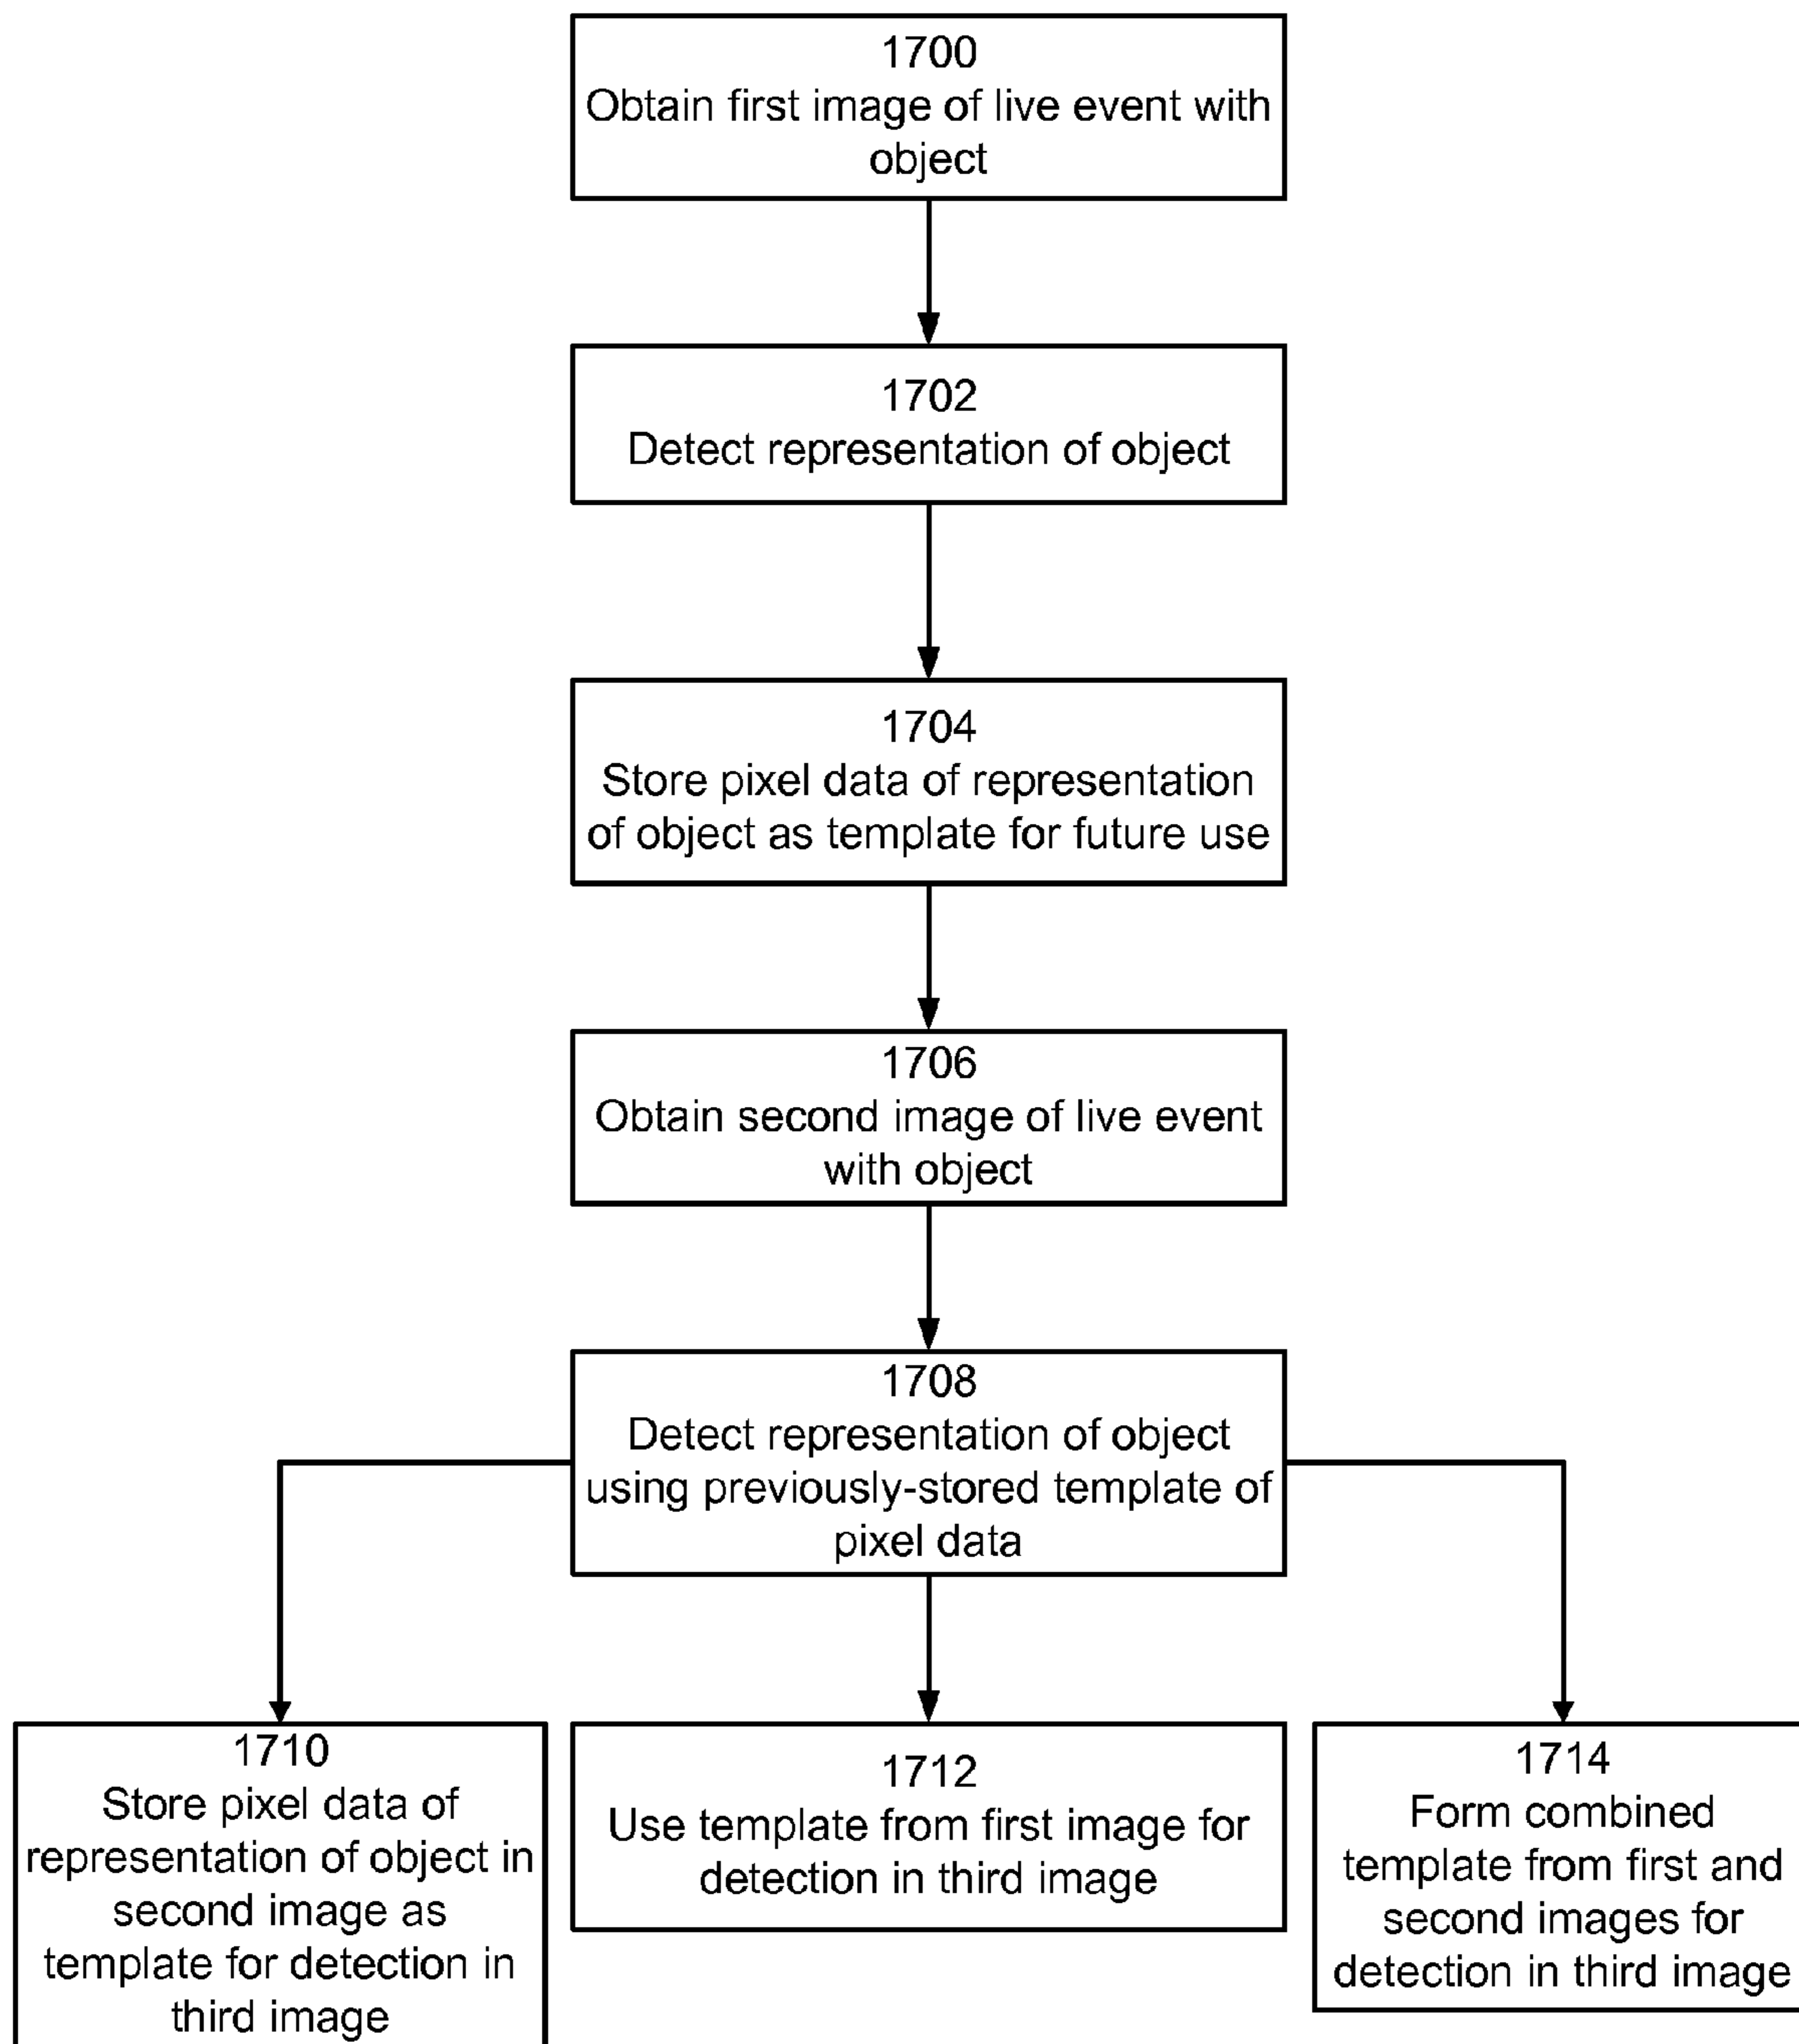 1700
Obtain first image of live event with
object
1702
Detect representation of object
1704
Store pixel data of representation
of object as template for future use
1706
Obtain second image of live event
with object
1708
Detect representation of object
using previously-stored template of
pixel data
1710
Store pixel data of
representation of object in
second image as
template for detection in
third image
1712
Use template from first image for
detection in third image
1714
Form combined
template from first and
second images for
detection in third image